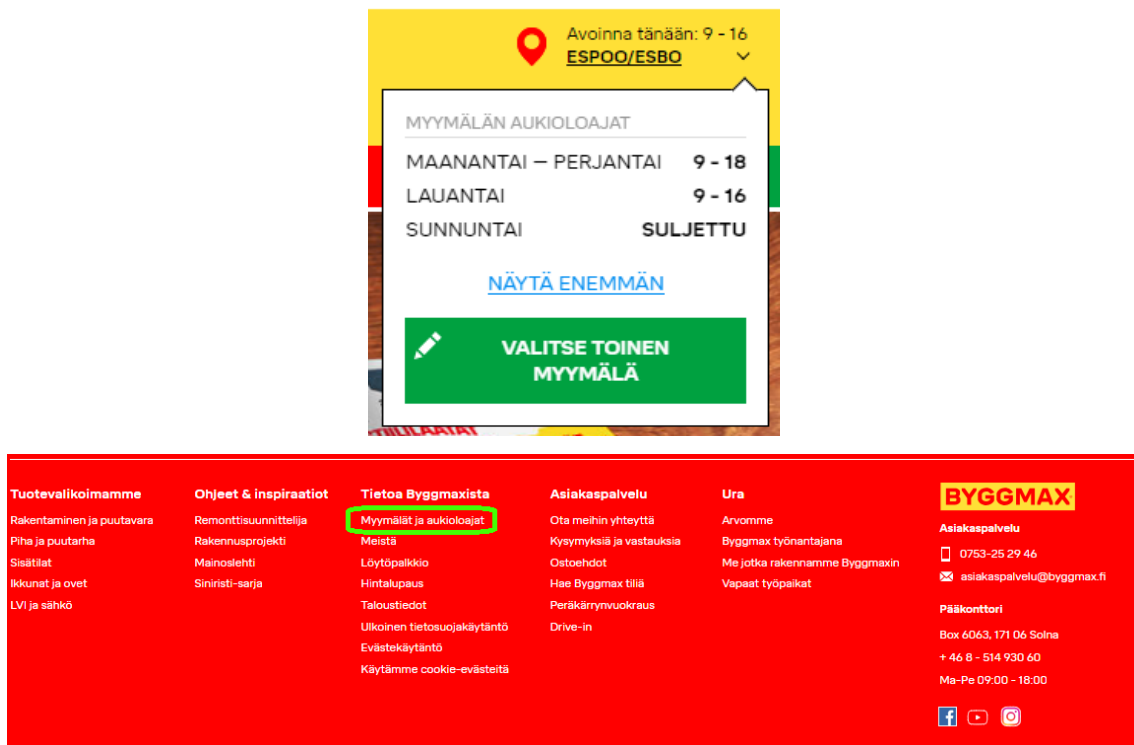 Avoinna tänään: 9 - 16
ESPOO/ESBO
MYYMÄLÄN AUKIOLOAJAT
MAANANTAI — PERJANTAI 9 - 18
LAUANTAI 9 - 16
SUNNUNTAI SULJETTU
NÄYTÄ ENEMMÄN
VALITSE TOINEN
MYYMÄLÄ
Tuotevalikoimamme
Rakentaminen ja puutavara
Piha ja puutarha
Sisätilat
Ikkunat ja ovet
LVI ja sähkö
Ohjeet & inspiraatiot
Remonttisuunnittelija
Rakennusprojekti
Mainoslehti
Siniristi-sarja
Tietoa Byggmaxista
Myymälät ja aukioloajat
Meistä
Löytöpalkkio
Hintalupaus
Taloustiedot
Ulkoinen tietosuojakäytäntö
Evästekäytäntö
Käytämme cookie-evästeitä
Asiakaspalvelu
Ota meihin yhteyttä
Kysymyksiä ja vastauksia
Ostoehdot
Hae Byggmax tiliä
Peräkärrynvuokraus
Drive-in
Ura
Arvomme
Byggmax työnantajana
Me jotka rakennamme Byggmaxin
Vapaat työpaikat
BYGGMAX
Asiakaspalvelu
0753-25 29 46
asiakaspalvelu@byggmax.fi
Pääkonttori
Box 6063, 171 06 Solna
+ 46 8 - 514 930 60
Ma-Pe 09:00 - 18:00